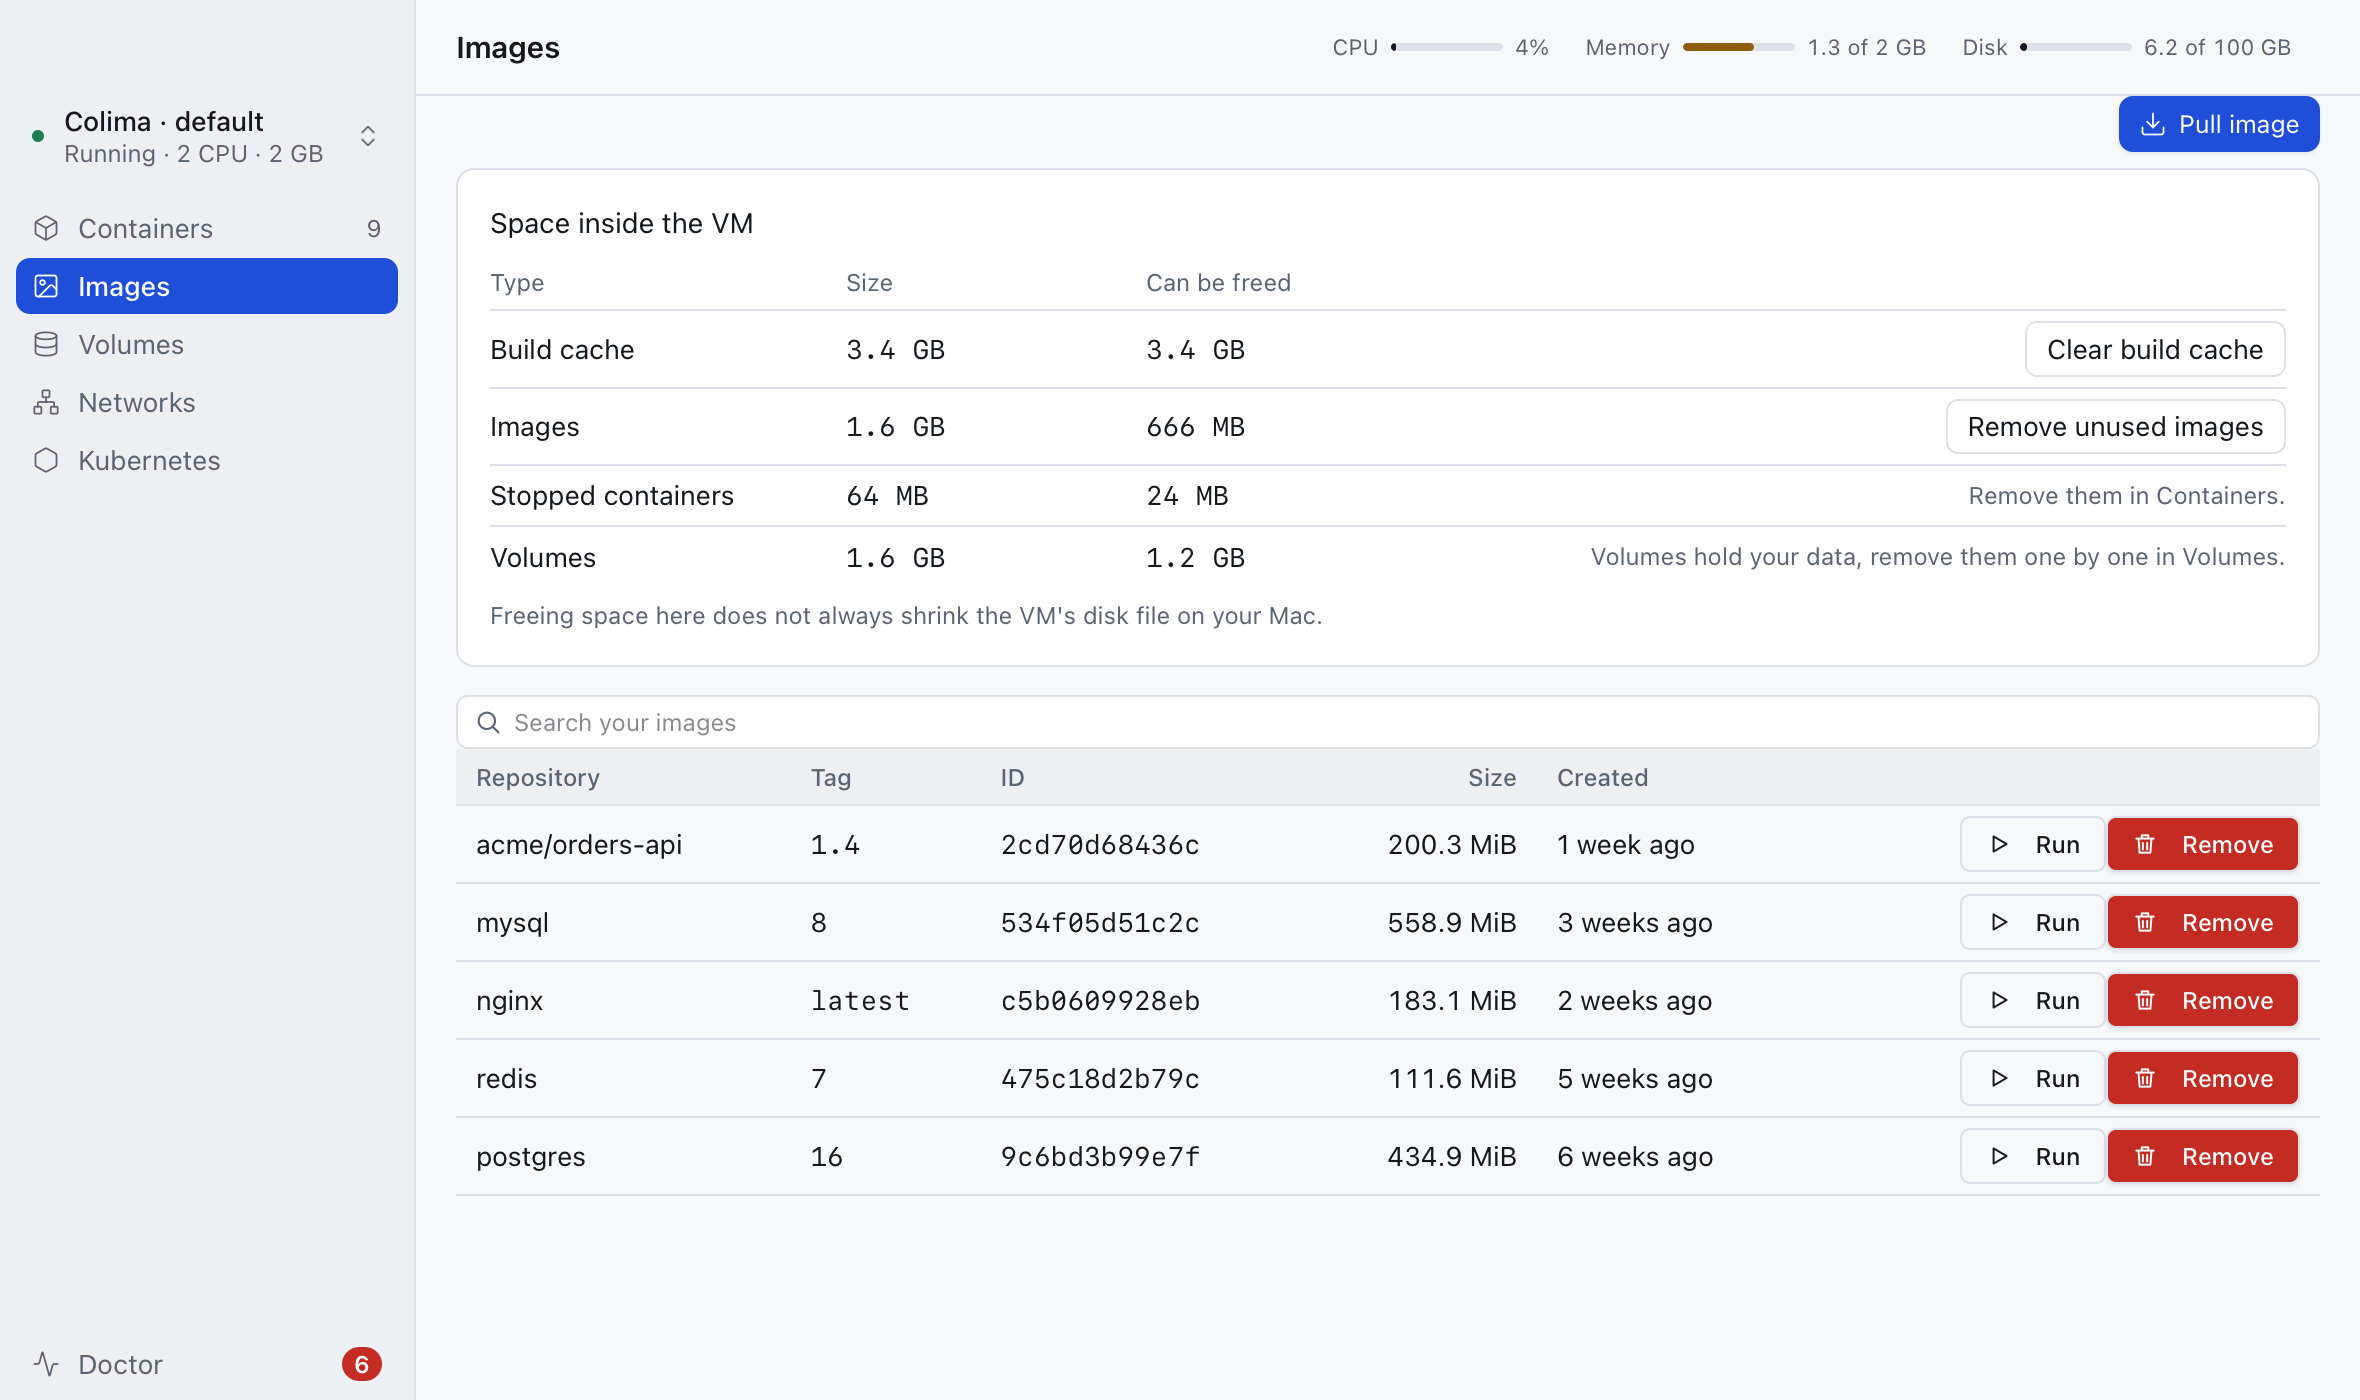 Images
CPU 4% Memory 1.3 of 2 GB Disk 6.2 of 100 GB
Colima · default
Running · 2 CPU · 2 GB
Containers 9
Images
Volumes
Networks
Kubernetes
Doctor 6
Pull image
Space inside the VM
Type Size Can be freed
Build cache 3.4 GB 3.4 GB Clear build cache
Images 1.6 GB 666 MB Remove unused images
Stopped containers 64 MB 24 MB Remove them in Containers.
Volumes 1.6 GB 1.2 GB Volumes hold your data, remove them one by one in Volumes.
Freeing space here does not always shrink the VM's disk file on your Mac.
Search your images
Repository Tag ID Size Created
acme/orders-api 1.4 2cd70d68436c 200.3 MiB 1 week ago Run Remove
mysql 8 534f05d51c2c 558.9 MiB 3 weeks ago Run Remove
nginx latest c5b0609928eb 183.1 MiB 2 weeks ago Run Remove
redis 7 475c18d2b79c 111.6 MiB 5 weeks ago Run Remove
postgres 16 9c6bd3b99e7f 434.9 MiB 6 weeks ago Run Remove